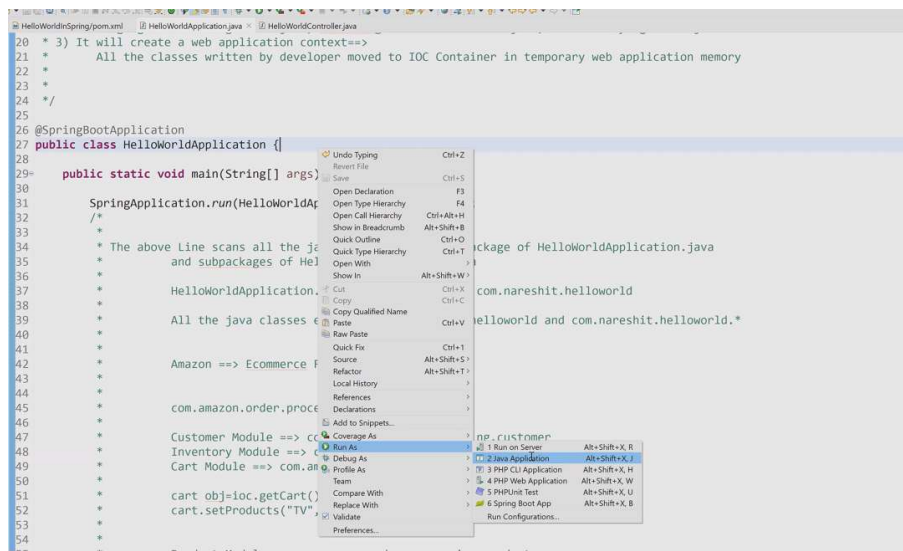 HelloWorldInSpring/pom.xml HelloWorldApplication.java × HelloWorldController.java
20 * 3) It will create a web application context==>
21 * All the classes written by developer moved to IOC Container in temporary web application memory
22 *
23 *
24 */
25
26 @SpringBootApplication
27 public class HelloWorldApplication {
28
29 public static void main(String[] args)
30
31 SpringApplication.run(HelloWorldAp
32 /*
33 *
34 * The above Line scans all the ja ckage of HelloWorldApplication.java
35 * and subpackages of Hel
36 *
37 * HelloWorldApplication. com.nareshit.helloworld
38 *
39 * All the java classes e elloworld and com.nareshit.helloworld.*
40 *
41 *
42 * Amazon ==> Ecommerce P
43 *
44 *
45 * com.amazon.order.proce
46 *
47 * Customer Module ==> co ng.customer
48 * Inventory Module ==> c
49 * Cart Module ==> com.am
50 *
51 * cart obj=ioc.getCart()
52 * cart.setProducts("TV",
53 *
54 *
Undo Typing Ctrl+Z
Revert File
Save Ctrl+S
Open Declaration F3
Open Type Hierarchy F4
Open Call Hierarchy Ctrl+Alt+H
Show in Breadcrumb Alt+Shift+B
Quick Outline Ctrl+O
Quick Type Hierarchy Ctrl+T
Open With >
Show In Alt+Shift+W >
Cut Ctrl+X
Copy Ctrl+C
Copy Qualified Name
Paste Ctrl+V
Raw Paste
Quick Fix Ctrl+1
Source Alt+Shift+S >
Refactor Alt+Shift+T >
Local History >
References >
Declarations >
Add to Snippets...
Coverage As >
Run As >
Debug As >
Profile As >
Team >
Compare With >
Replace With >
Validate
Preferences...
1 Run on Server Alt+Shift+X, R
2 Java Application Alt+Shift+X, J
3 PHP CLI Application Alt+Shift+X, H
4 PHP Web Application Alt+Shift+X, W
5 PHPUnit Test Alt+Shift+X, U
6 Spring Boot App Alt+Shift+X, B
Run Configurations...